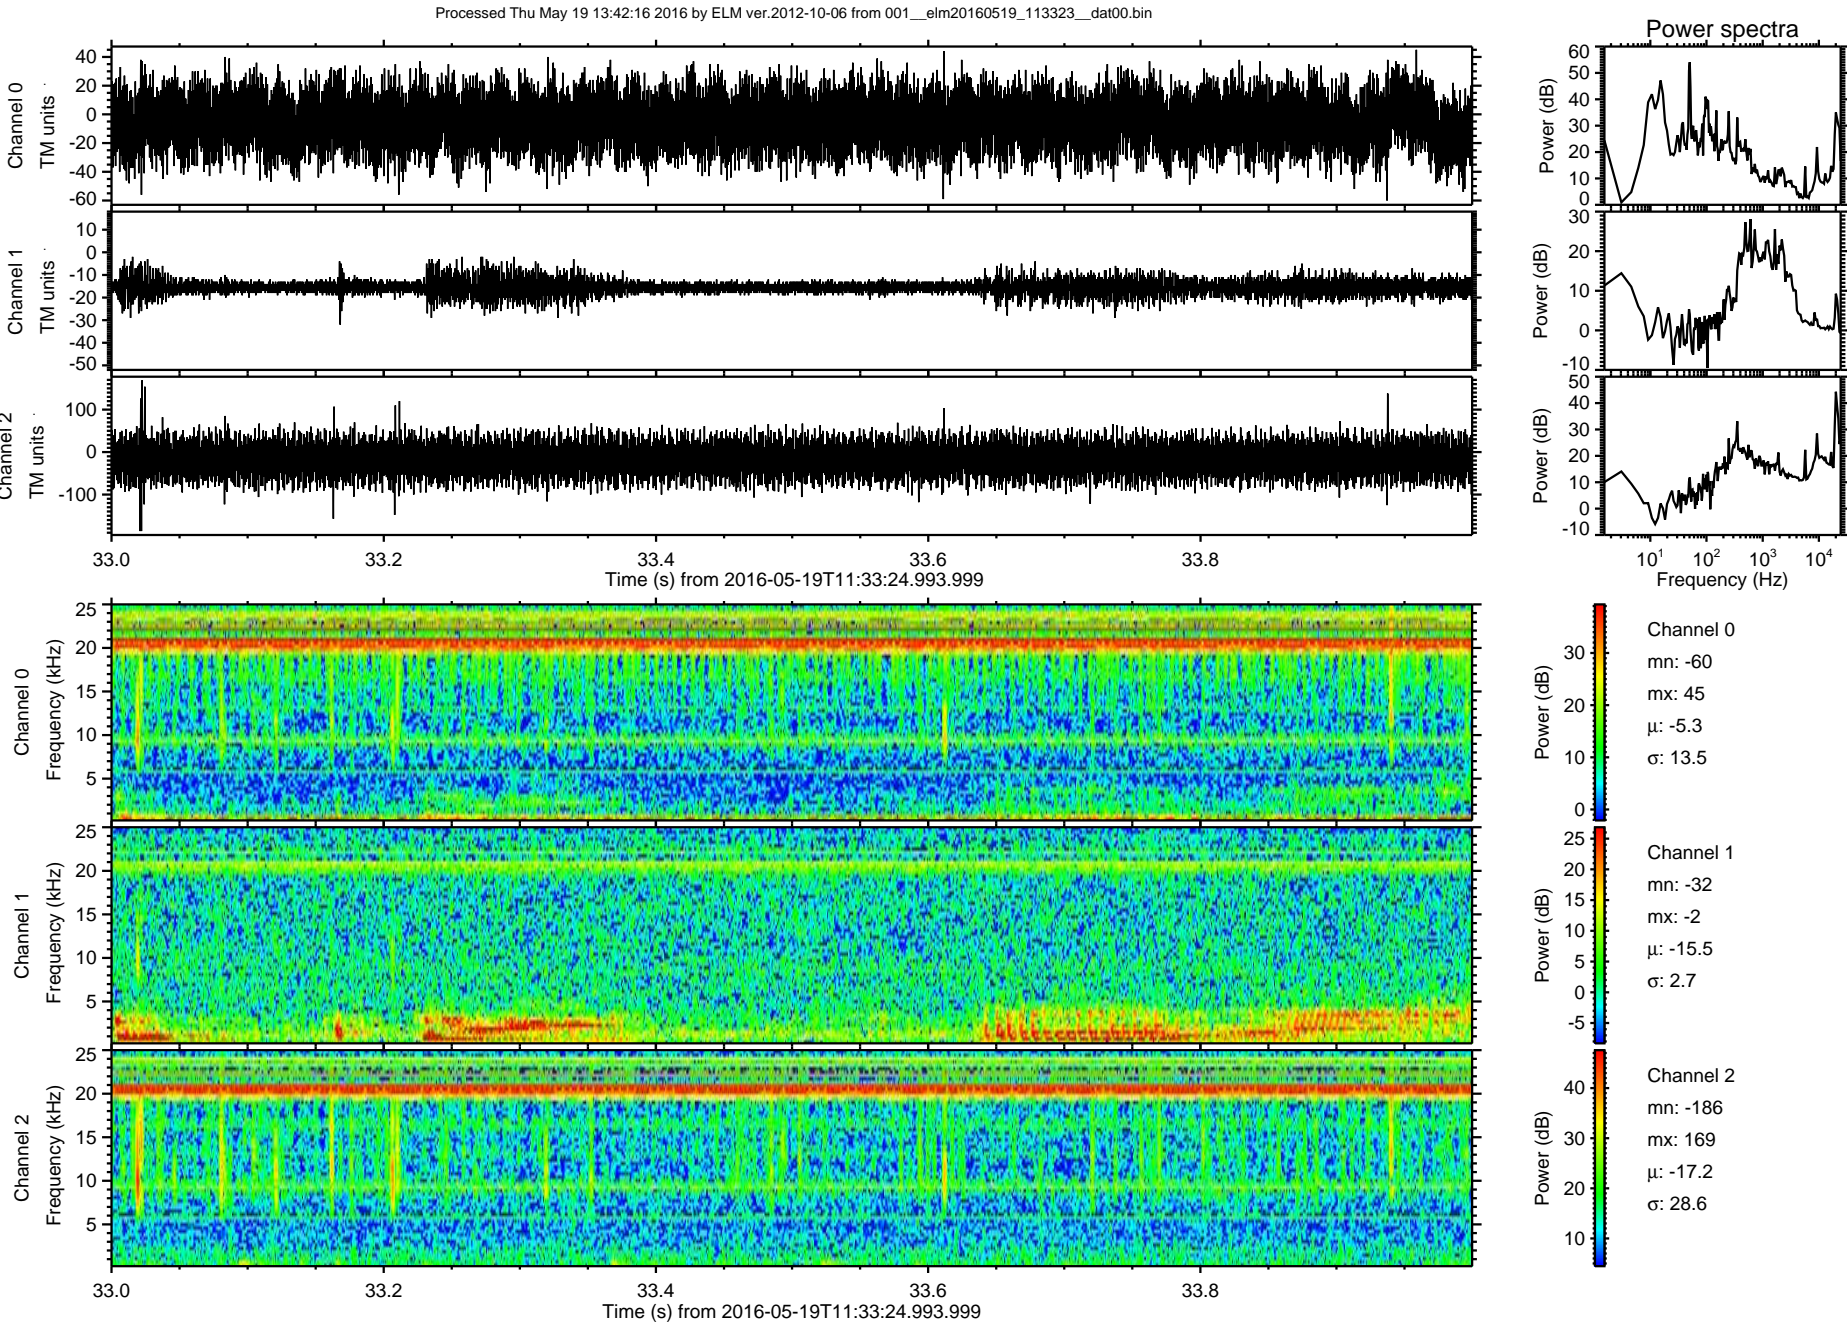 Processed Thu May 19 13:42:16 2016 by ELM ver.2012-10-06 from 001__elm20160519_113323__dat00.bin
Power spectra
Channel 0
TM units
40
20
0
-20
-40
-60
Power (dB)
60
50
40
30
20
10
0
Channel 1
TM units
10
0
-10
-20
-30
-40
-50
Power (dB)
30
20
10
0
-10
Channel 2
TM units
100
0
-100
Power (dB)
50
40
30
20
10
0
-10
33.0 33.2 33.4 33.6 33.8
Time (s) from 2016-05-19T11:33:24.993.999
10^1 10^2 10^3 10^4
Frequency (Hz)
Channel 0
Frequency (kHz)
25
20
15
10
5
Power (dB)
30
20
10
0
Channel 0
mn: -60
mx: 45
μ: -5.3
σ: 13.5
Channel 1
Frequency (kHz)
25
20
15
10
5
Power (dB)
25
20
15
10
5
0
-5
Channel 1
mn: -32
mx: -2
μ: -15.5
σ: 2.7
Channel 2
Frequency (kHz)
25
20
15
10
5
Power (dB)
40
30
20
10
Channel 2
mn: -186
mx: 169
μ: -17.2
σ: 28.6
33.0 33.2 33.4 33.6 33.8
Time (s) from 2016-05-19T11:33:24.993.999